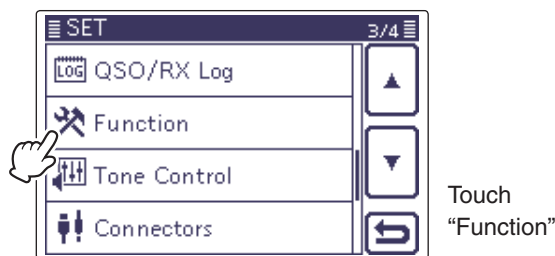 SET 3/4
LOG QSO/RX Log
Function
Tone Control
Connectors
Touch
“Function”